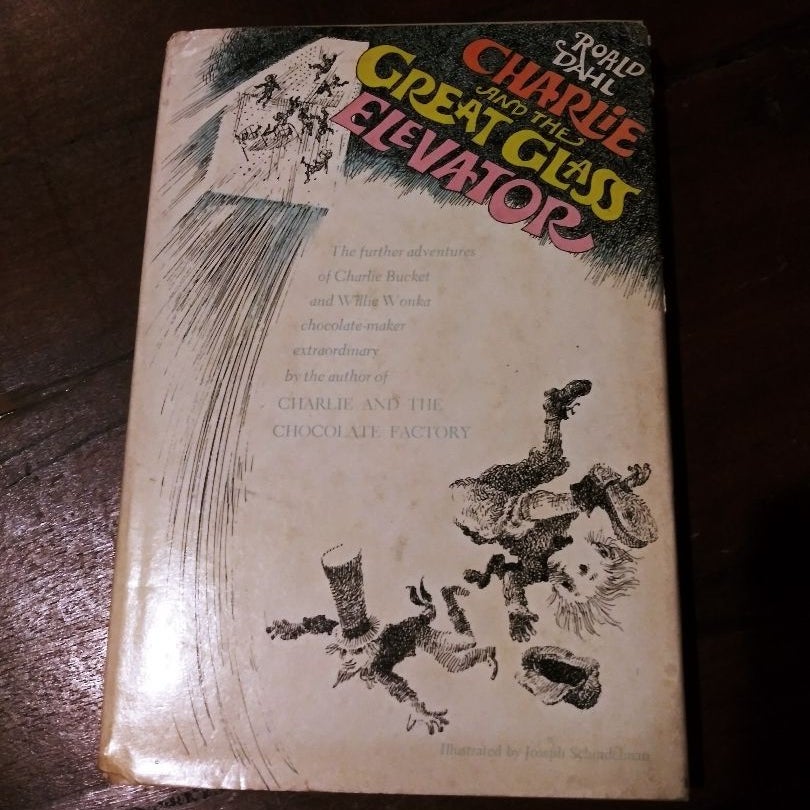 ROALD
DAHL
CHARLIE
AND THE
GREAT GLASS
ELEVATOR
The further adventures
of Charlie Bucket
and Willie Wonka
chocolate-maker
extraordinary
by the author of
CHARLIE AND THE
CHOCOLATE FACTORY
Illustrated by Joseph Schindelman